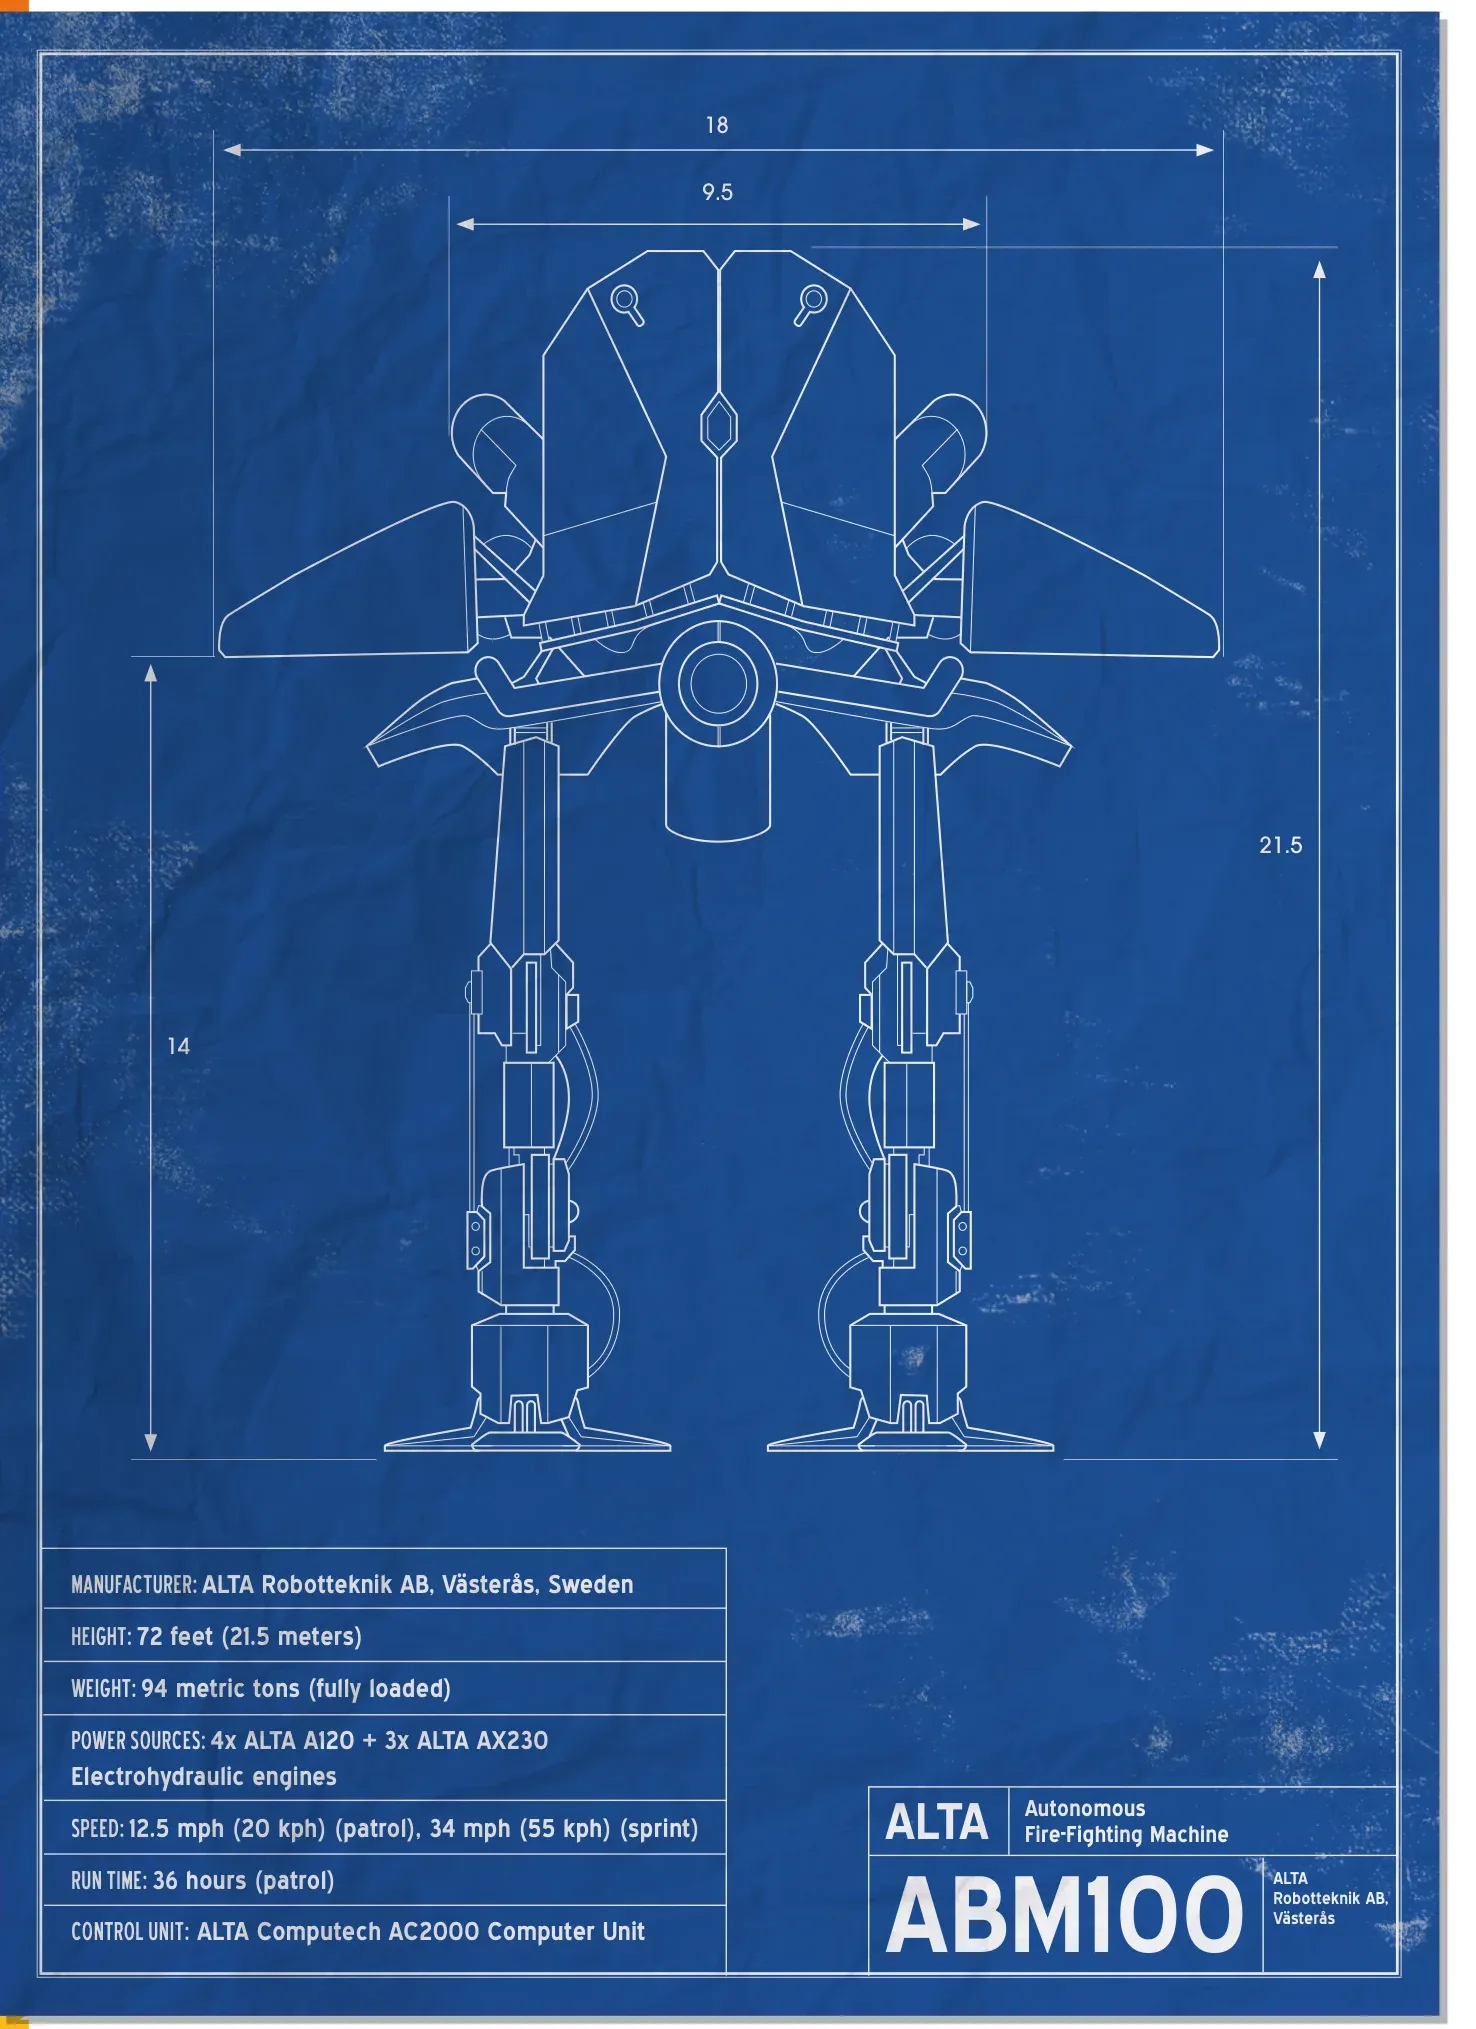 18
9.5
21.5
14
MANUFACTURER: ALTA Robotteknik AB, Västerås, Sweden
HEIGHT: 72 feet (21.5 meters)
WEIGHT: 94 metric tons (fully loaded)
POWER SOURCES: 4x ALTA A120 + 3x ALTA AX230
Electrohydraulic engines
SPEED: 12.5 mph (20 kph) (patrol), 34 mph (55 kph) (sprint)
RUN TIME: 36 hours (patrol)
CONTROL UNIT: ALTA Computech AC2000 Computer Unit
ALTA
Autonomous
Fire-Fighting Machine
ABM100
ALTA
Robotteknik AB,
Västerås